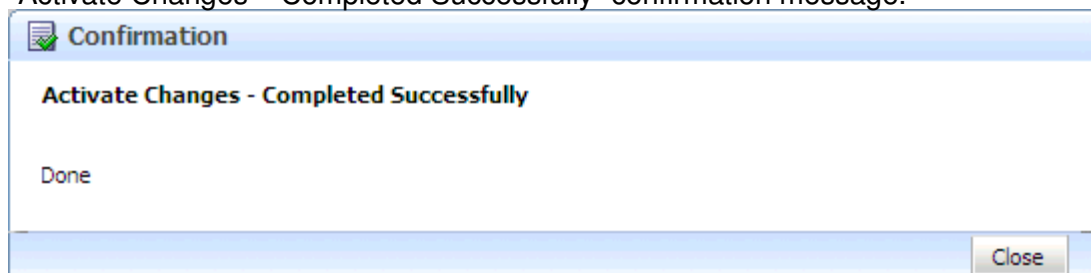 "Activate Changes – Completed Successfully" confirmation message.
Confirmation
Activate Changes - Completed Successfully
Done
Close